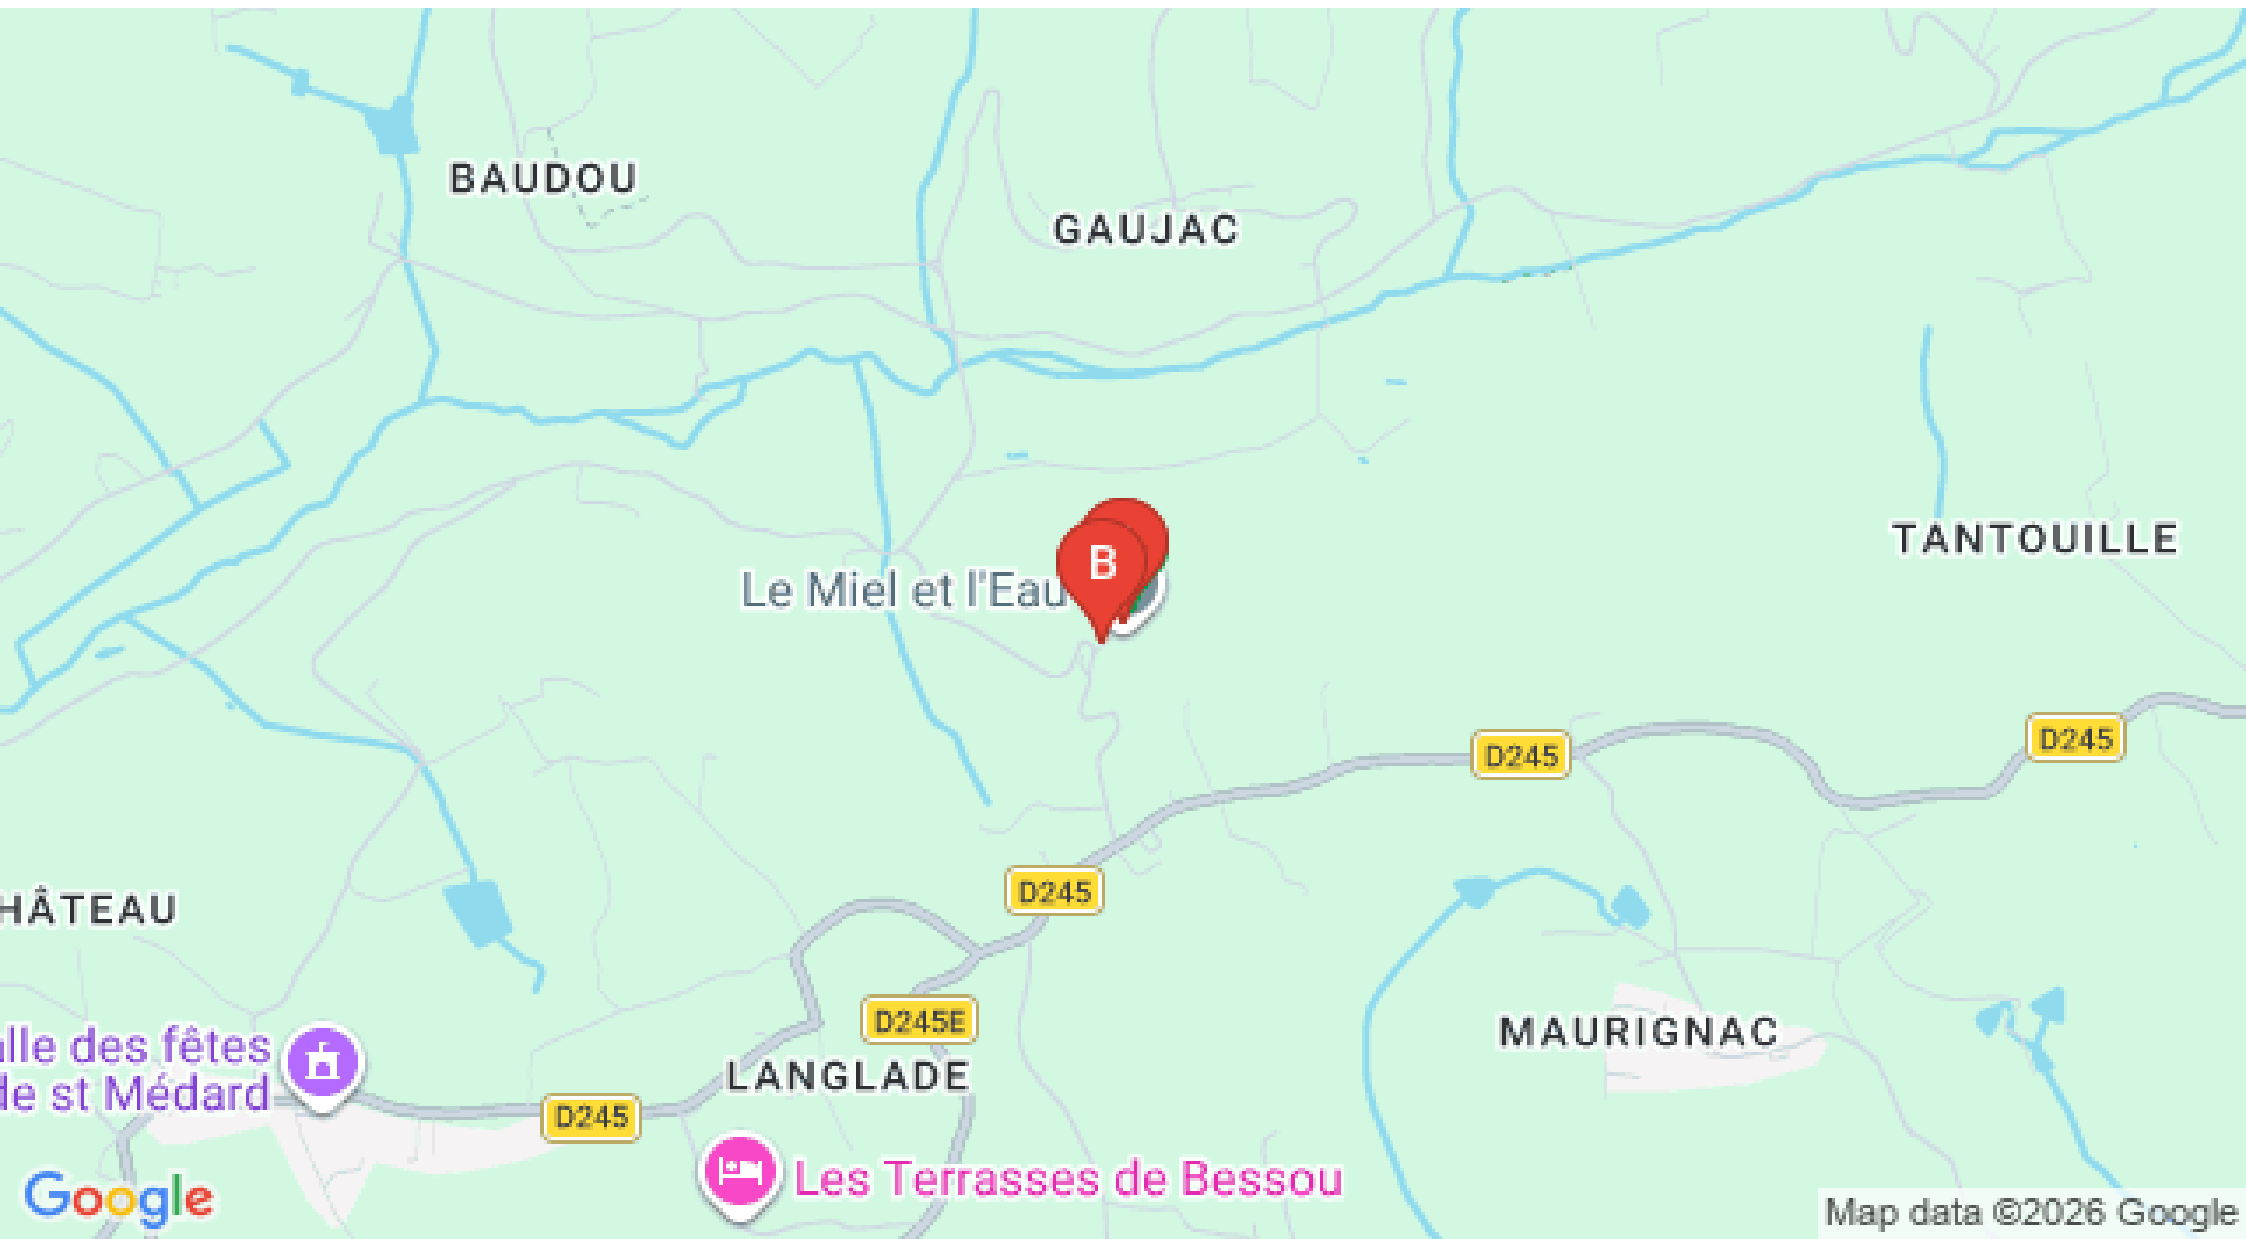 BAUDOU
GAUJAC
TANTOUILLE
B
Le Miel et l'Eau
D245
D245
D245
HÂTEAU
D245E
MAURIGNAC
alle des fêtes
de st Médard
LANGLADE
D245
Les Terrasses de Bessou
Google
Map data ©2026 Google